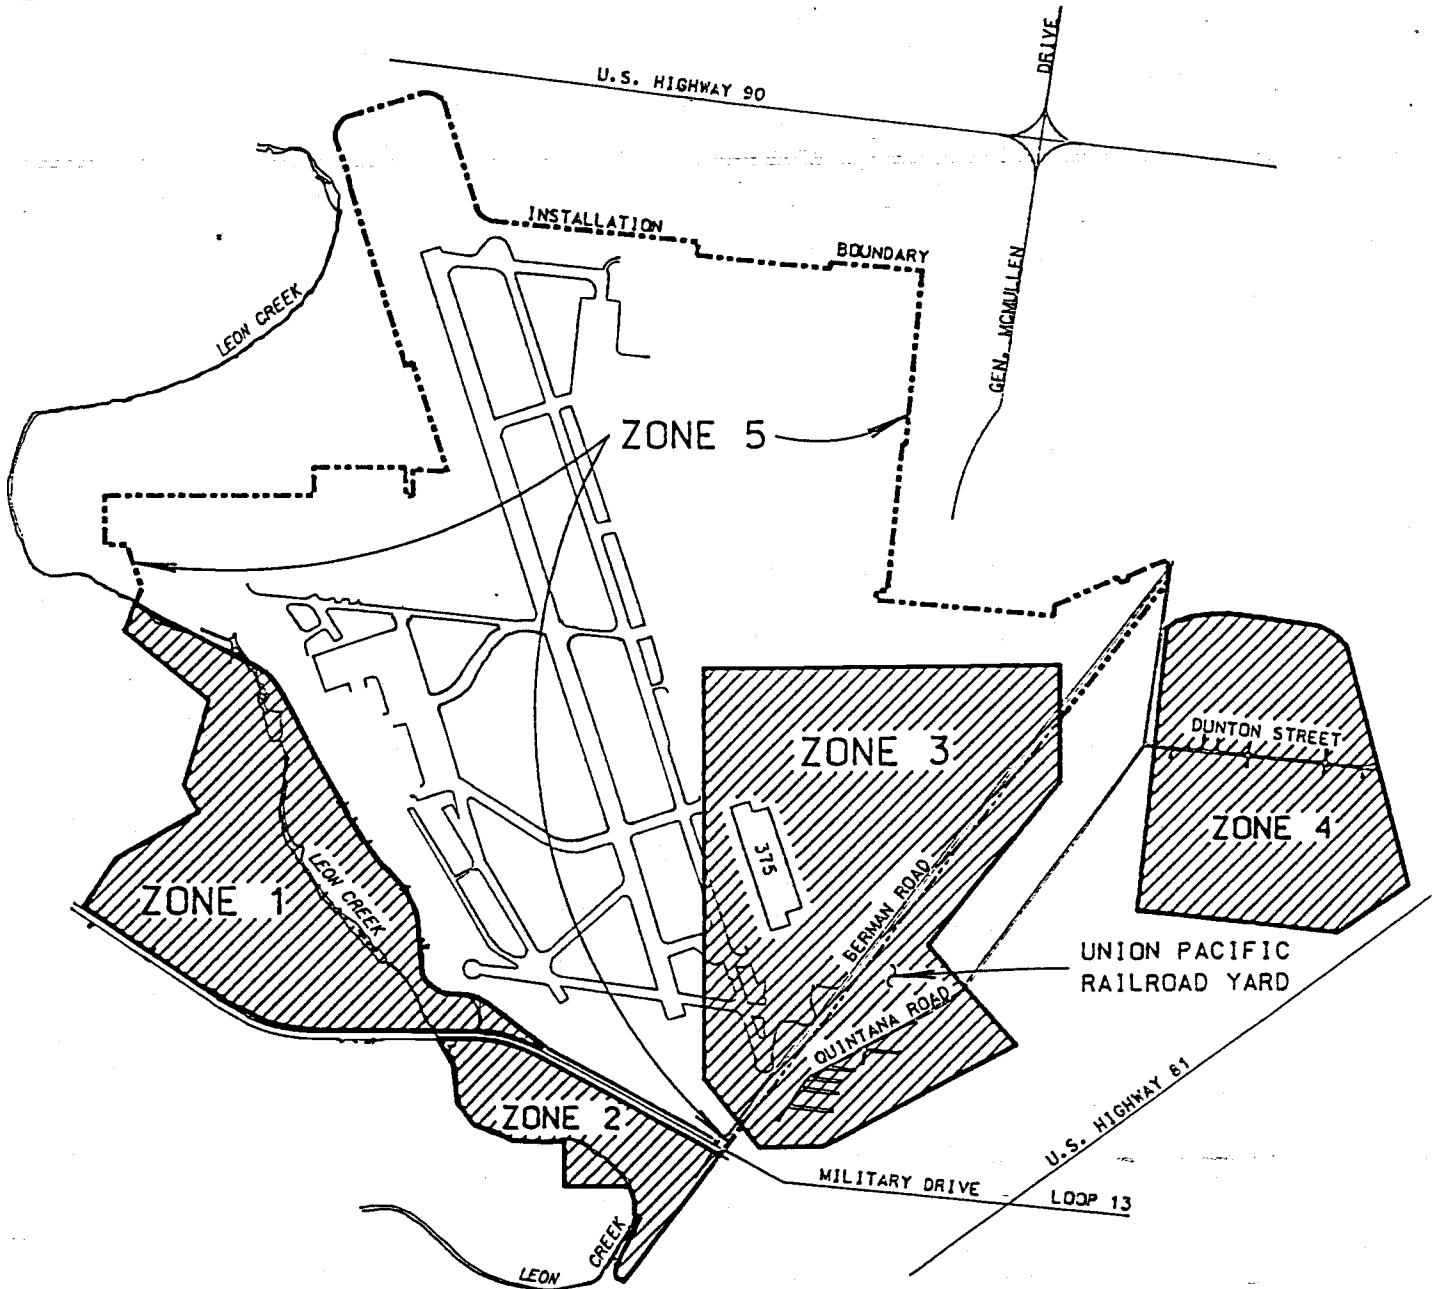 DRIVE
U.S. HIGHWAY 90
INSTALLATION
BOUNDARY
LEON CREEK
GEN. MCMULLEN
ZONE 5
DUNTON STREET
ZONE 3
ZONE 4
375
LEON CREEK
ZONE 1
BERMAN ROAD
UNION PACIFIC
RAILROAD YARD
QUINTANA ROAD
ZONE 2
U.S. HIGHWAY 81
MILITARY DRIVE
LOOP 13
LEON
CREEK